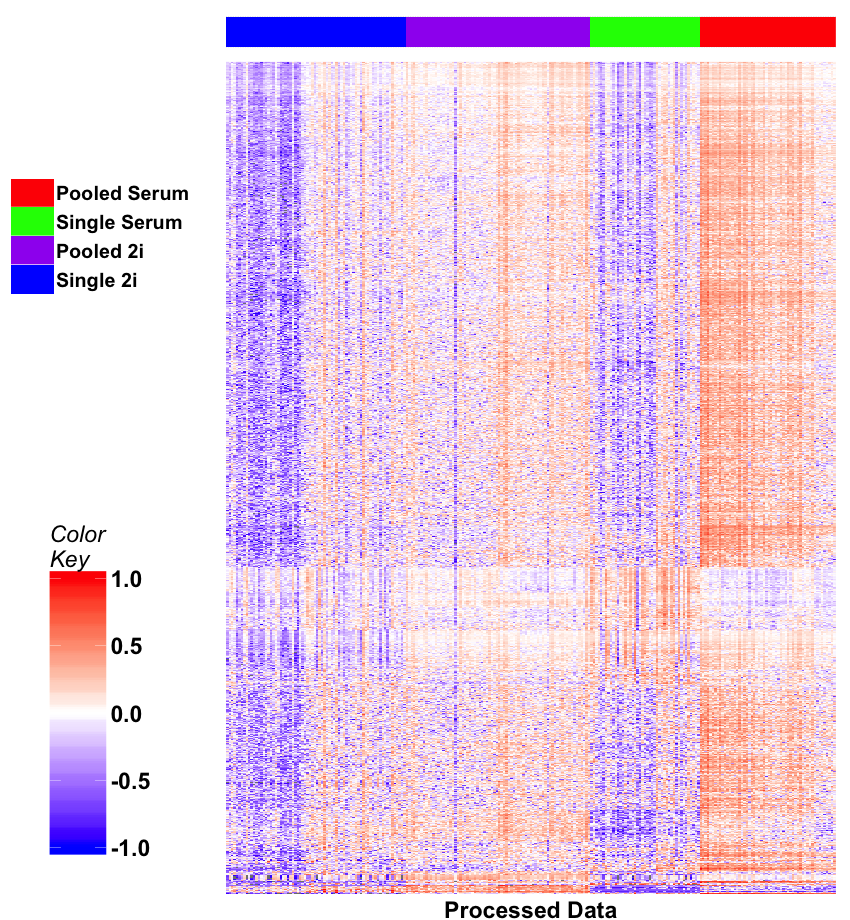 Pooled Serum
Single Serum
Pooled 2i
Single 2i
Color
Key
1.0
0.5
0.0
-0.5
-1.0
Processed Data